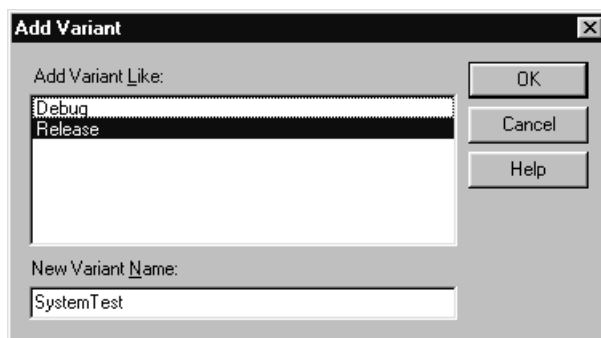 Add Variant
Add Variant Like:
Debug
Release
OK
Cancel
Help
New Variant Name:
SystemTest